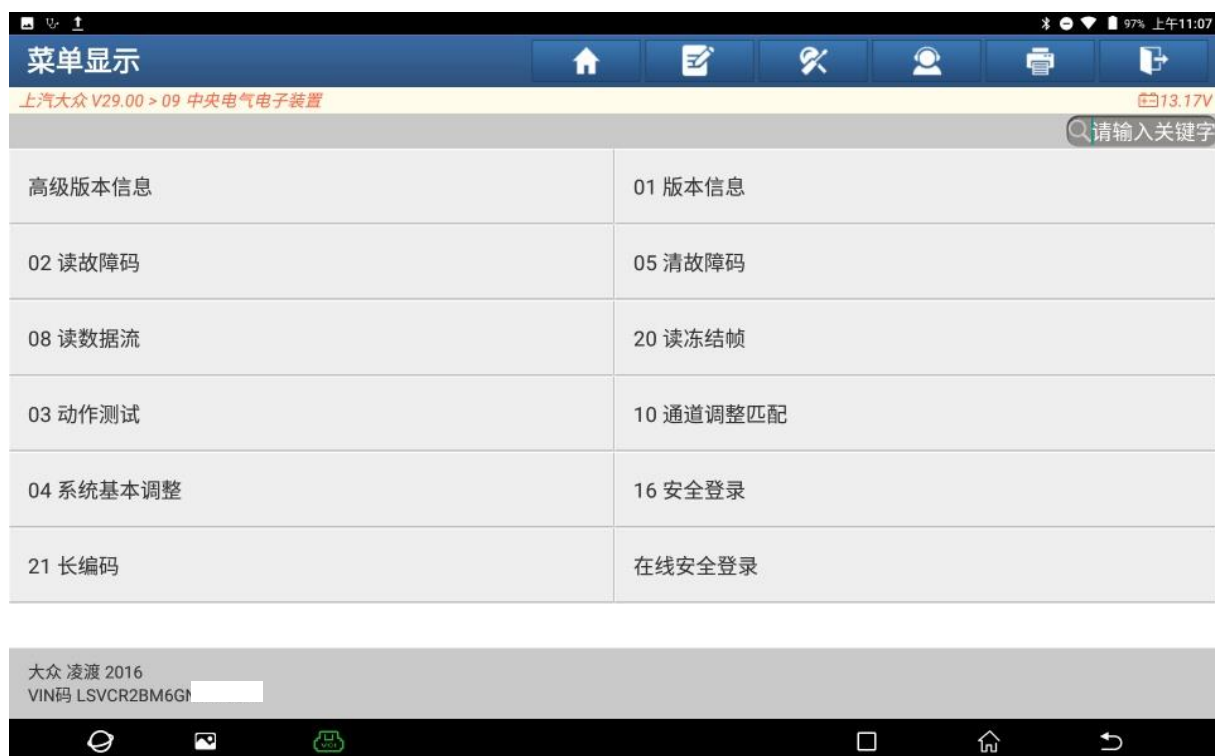 97% 上午11:07
菜单显示
上汽大众 V29.00 > 09 中央电气电子装置
13.17V
请输入关键字
高级版本信息
01 版本信息
02 读故障码
05 清故障码
08 读数据流
20 读冻结帧
03 动作测试
10 通道调整匹配
04 系统基本调整
16 安全登录
21 长编码
在线安全登录
大众 凌渡 2016
VIN码 LSVCR2BM6G
VCI